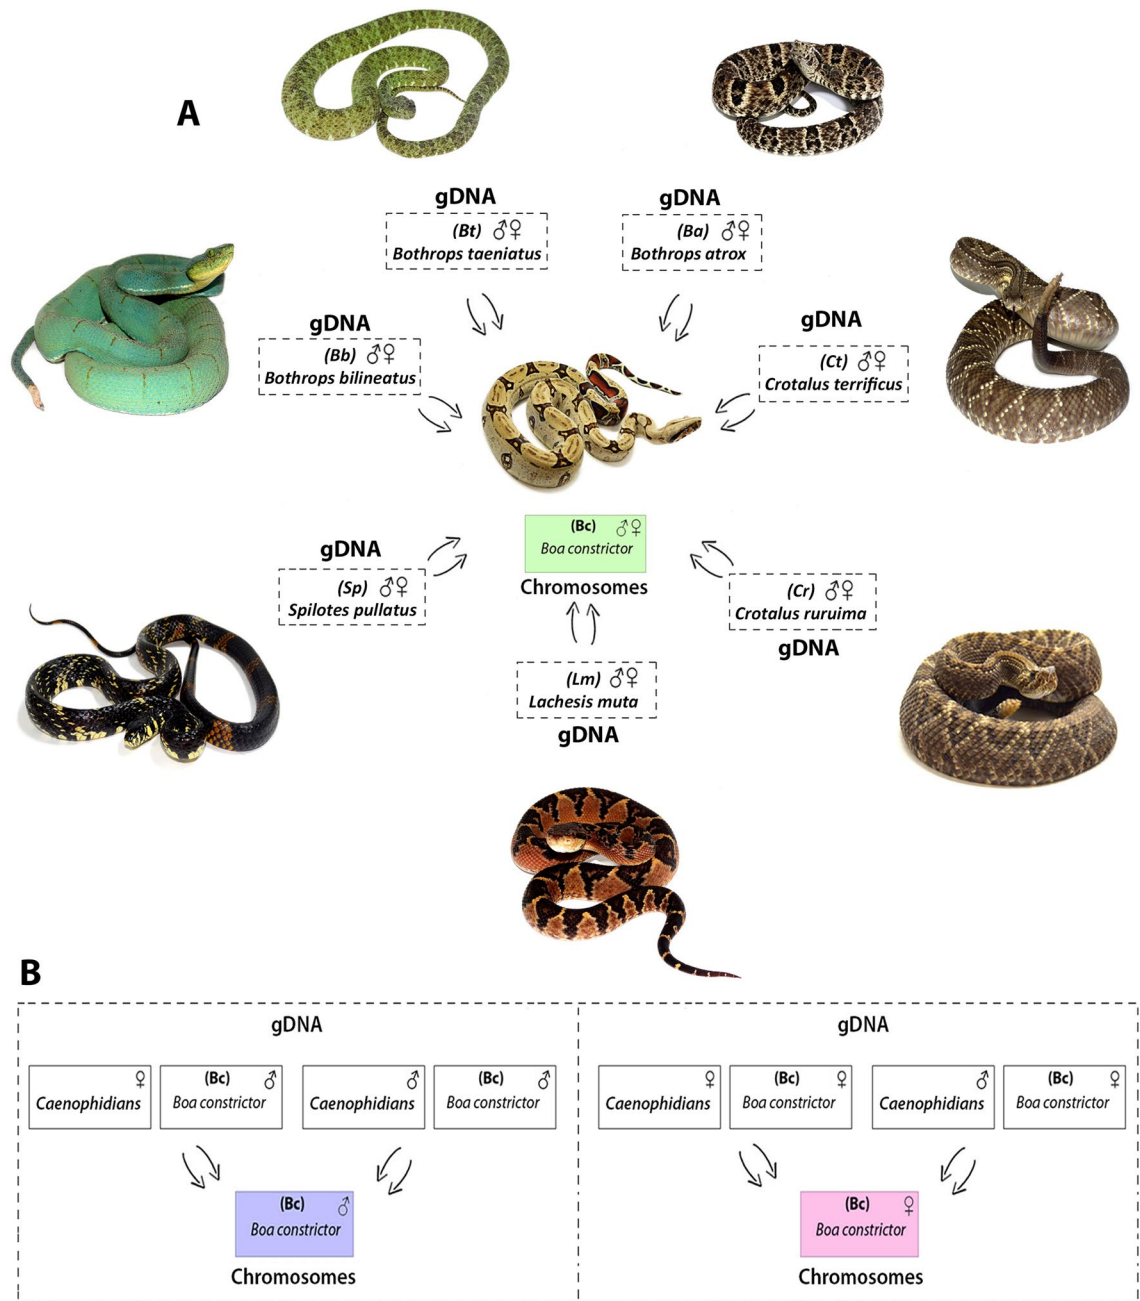 A
gDNA
(Bt) ♂♀
Bothrops taeniatus
gDNA
(Ba) ♂♀
Bothrops atrox
gDNA
(Bb) ♂♀
Bothrops bilineatus
gDNA
(Ct) ♂♀
Crotalus terrificus
(Bc) ♂♀
Boa constrictor
Chromosomes
gDNA
(Sp) ♂♀
Spilotes pullatus
(Cr) ♂♀
Crotalus ruruima
gDNA
(Lm) ♂♀
Lachesis muta
gDNA
B
gDNA
♀
Caenophidians
(Bc) ♂
Boa constrictor
♂
Caenophidians
(Bc) ♂
Boa constrictor
(Bc) ♂
Boa constrictor
Chromosomes
gDNA
♀
Caenophidians
(Bc) ♀
Boa constrictor
♂
Caenophidians
(Bc) ♀
Boa constrictor
(Bc) ♀
Boa constrictor
Chromosomes